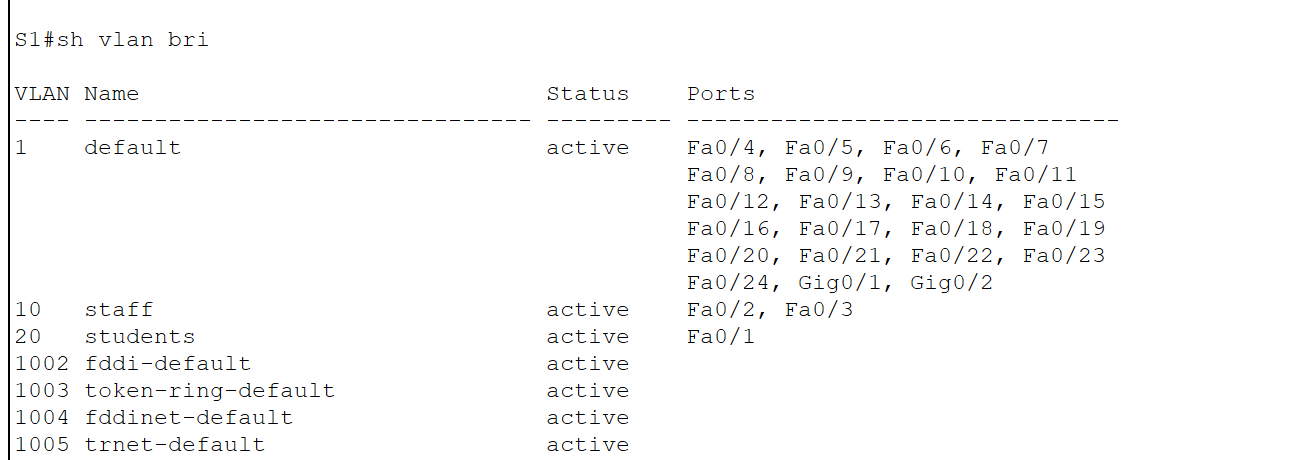 S1#sh vlan bri
VLAN Name                             Status    Ports
---- -------------------------------- --------- -------------------------------
1    default                          active    Fa0/4, Fa0/5, Fa0/6, Fa0/7
                                                Fa0/8, Fa0/9, Fa0/10, Fa0/11
                                                Fa0/12, Fa0/13, Fa0/14, Fa0/15
                                                Fa0/16, Fa0/17, Fa0/18, Fa0/19
                                                Fa0/20, Fa0/21, Fa0/22, Fa0/23
                                                Fa0/24, Gig0/1, Gig0/2
10   staff                            active    Fa0/2, Fa0/3
20   students                         active    Fa0/1
1002 fddi-default                     active
1003 token-ring-default               active
1004 fddinet-default                  active
1005 trnet-default                    active